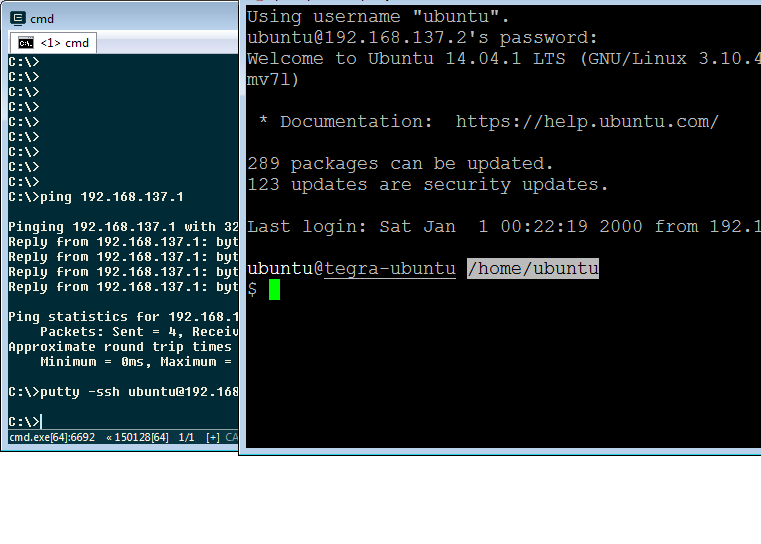 cmd
<1> cmd
C:\>
C:\>
C:\>
C:\>
C:\>
C:\>
C:\>
C:\>
C:\>
C:\>ping 192.168.137.1
Pinging 192.168.137.1 with 32
Reply from 192.168.137.1: byt
Reply from 192.168.137.1: byt
Reply from 192.168.137.1: byt
Reply from 192.168.137.1: byt
Ping statistics for 192.168.1
Packets: Sent = 4, Receiv
Approximate round trip times
Minimum = 0ms, Maximum =
C:\>putty -ssh ubuntu@192.168
C:\>
cmd.exe[64]:6692 « 150128[64] 1/1 [+] CA
Using username "ubuntu".
ubuntu@192.168.137.2's password:
Welcome to Ubuntu 14.04.1 LTS (GNU/Linux 3.10.4
mv7l)
* Documentation: https://help.ubuntu.com/
289 packages can be updated.
123 updates are security updates.
Last login: Sat Jan 1 00:22:19 2000 from 192.1
ubuntu@tegra-ubuntu /home/ubuntu
$